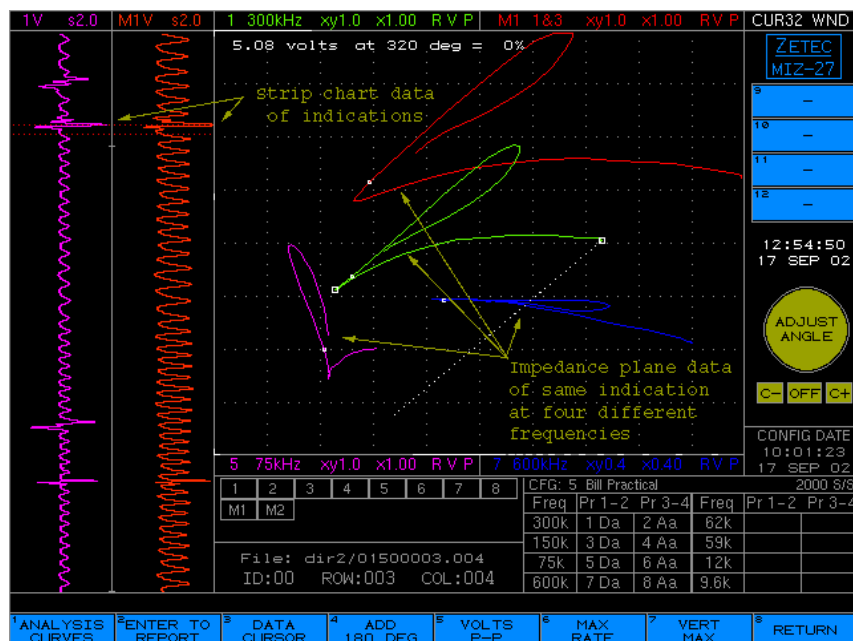 1V s2.0 M1V s2.0 1 300kHz xy1.0 x1.00 R V P M1 1&3 xy1.0 x1.00 R V P CUR32 WND
5.08 volts at 320 deg = 0%
ZETEC
MIZ-27
Strip chart data
of indications
9 -
10 -
11 -
12 -
12:54:50
17 SEP 02
ADJUST
ANGLE
Impedance plane data
of same indication
at four different
frequencies
C- OFF C+
CONFIG DATE
10:01:23
17 SEP 02
5 75kHz xy1.0 x1.00 R V P 7 600kHz xy0.4 x0.40 R V P
1 2 3 4 5 6 7 8
M1 M2
CFG: 5 Bill Practical 2000 S/S
Freq Pr 1-2 Pr 3-4 Freq Pr 1-2 Pr 3-4
300k 1 Da 2 Aa 62k
150k 3 Da 4 Aa 59k
75k 5 Da 6 Aa 12k
600k 7 Da 8 Aa 9.6k
File: dir2/01500003.004
ID:00 ROW:003 COL:004
1 ANALYSIS CURVES
2 ENTER TO REPORT
3 DATA CURSOR
4 ADD 180 DEG
5 VOLTS P-P
6 MAX RATE
7 VERT MAX
8 RETURN